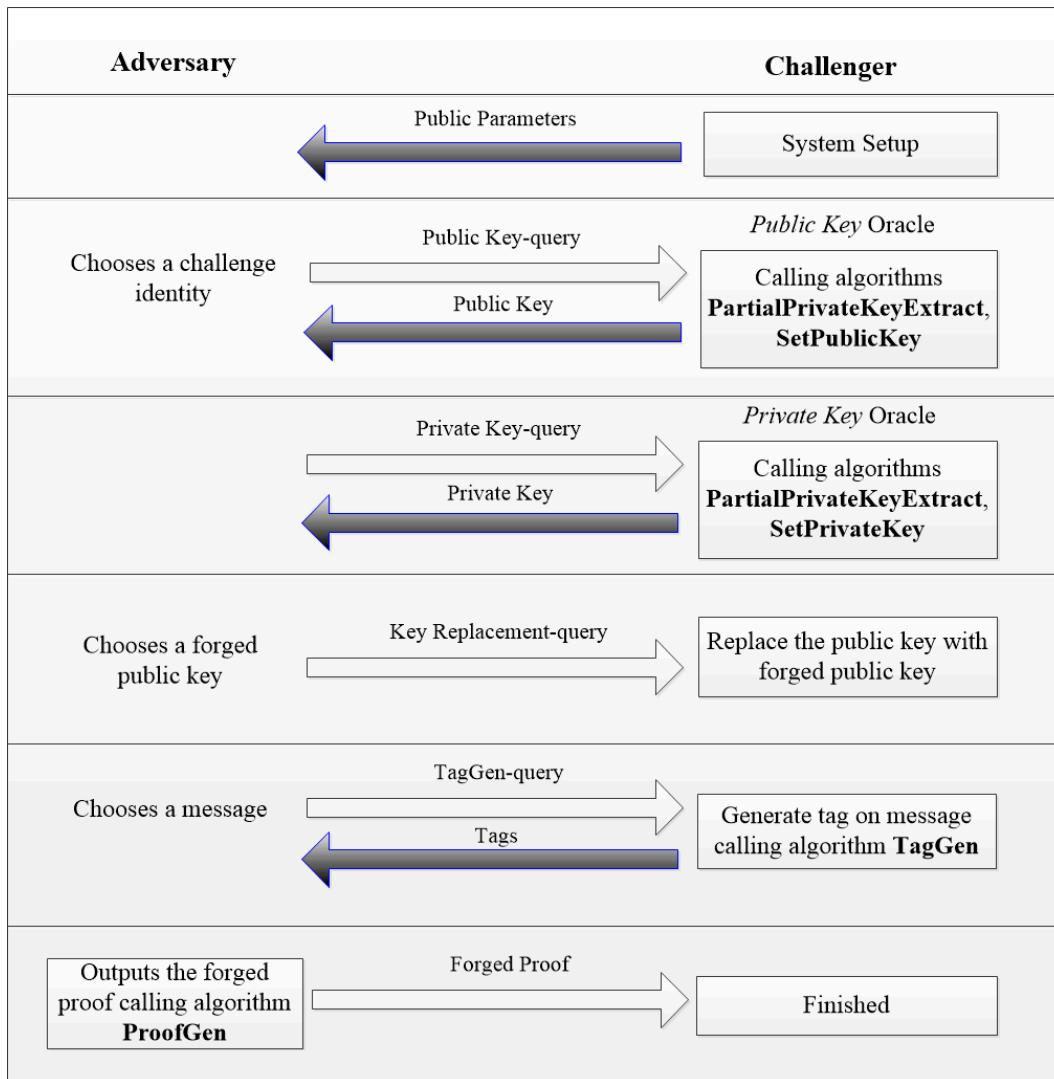 Adversary
Challenger
Public Parameters
System Setup
Chooses a challenge
identity
Public Key-query
Public Key
Public Key Oracle
Calling algorithms
PartialPrivateKeyExtract,
SetPublicKey
Private Key-query
Private Key
Private Key Oracle
Calling algorithms
PartialPrivateKeyExtract,
SetPrivateKey
Chooses a forged
public key
Key Replacement-query
Replace the public key with
forged public key
Chooses a message
TagGen-query
Tags
Generate tag on message
calling algorithm TagGen
Outputs the forged
proof calling algorithm
ProofGen
Forged Proof
Finished